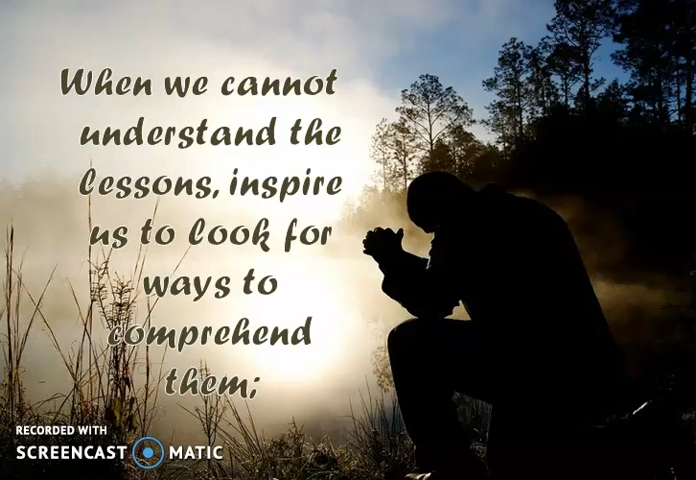 When we cannot
understand the
lessons, inspire
us to look for
ways to
comprehend
them;
RECORDED WITH
SCREENCAST MATIC